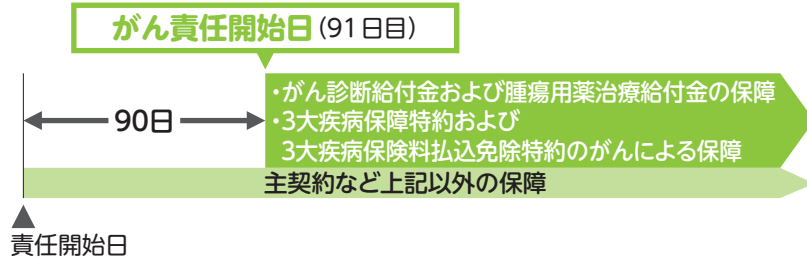 がん責任開始日(91日目)
90日
・がん診断給付金および腫瘍用薬治療給付金の保障
・3大疾病保障特約および
3大疾病保険料払込免除特約のがんによる保障
主契約など上記以外の保障
責任開始日